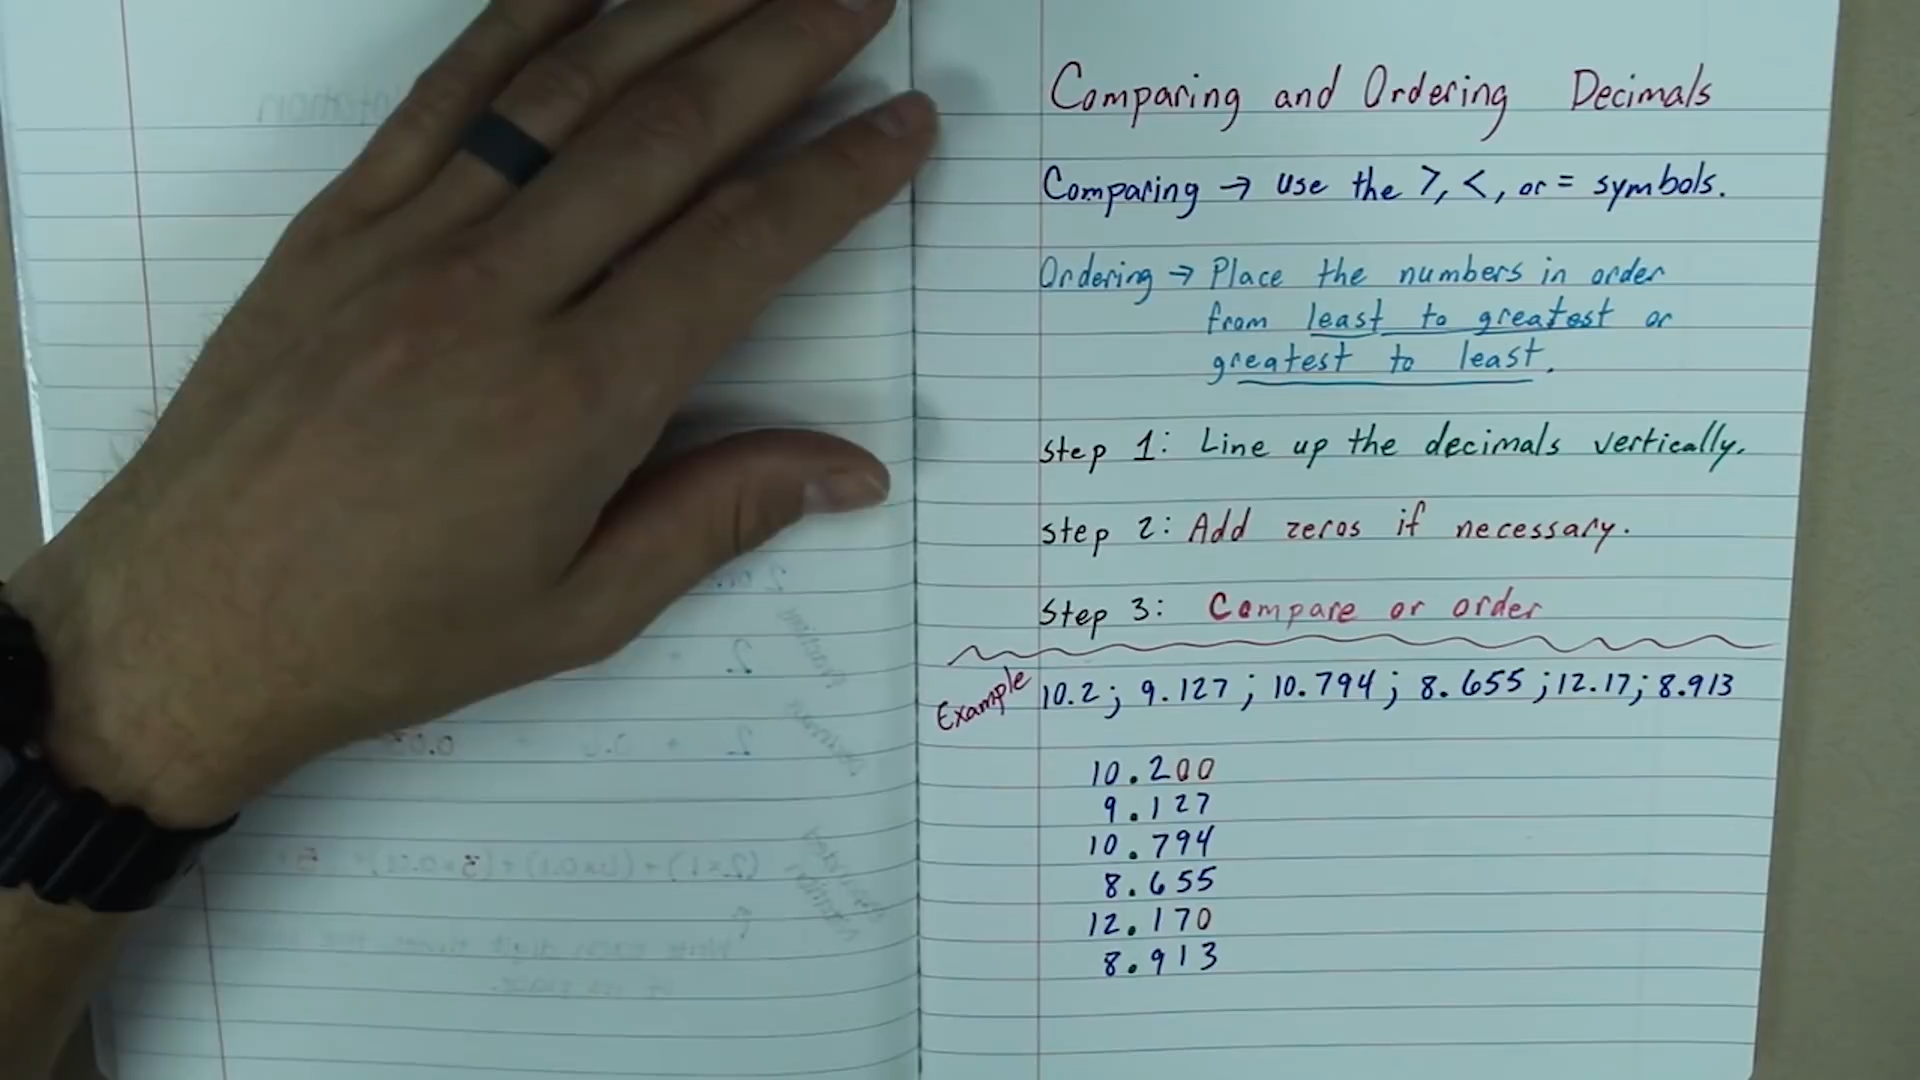 Comparing and Ordering Decimals
Comparing → use the >, <, or = symbols.
Ordering → Place the numbers in order
from least to greatest or
greatest to least.
Step 1: Line up the decimals vertically.
Step 2: Add zeros if necessary.
Step 3: Compare or order
Example 10.2; 9.127; 10.794; 8.655; 12.17; 8.913
10.200
9.127
10.794
8.655
12.170
8.913